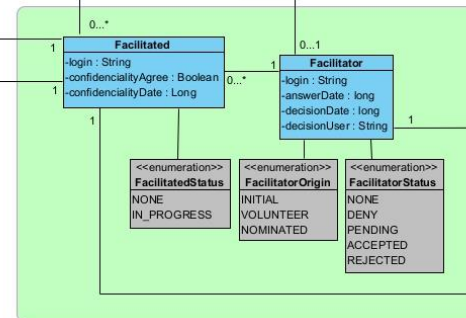 0...*
0...1
1
Facilitated
-login : String
-confidencialityAgree : Boolean
-confidencialityDate : Long
1
1
0...*
1
Facilitator
-login : String
-answerDate : long
-decisionDate : long
-decisionUser : String
1
<<enumeration>>
FacilitatedStatus
NONE
IN_PROGRESS
<<enumeration>>
FacilitatorOrigin
INITIAL
VOLUNTEER
NOMINATED
<<enumeration>>
FacilitatorStatus
NONE
DENY
PENDING
ACCEPTED
REJECTED